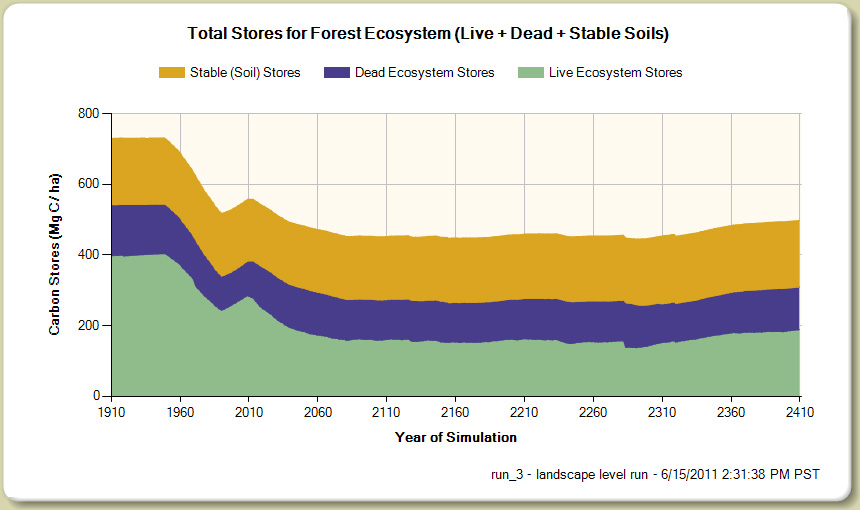 Total Stores for Forest Ecosystem (Live + Dead + Stable Soils)
Stable (Soil) Stores Dead Ecosystem Stores Live Ecosystem Stores
Carbon Stores (Mg C / ha)
800
600
400
200
0
1910 1960 2010 2060 2110 2160 2210 2260 2310 2360 2410
Year of Simulation
run_3 - landscape level run - 6/15/2011 2:31:38 PM PST